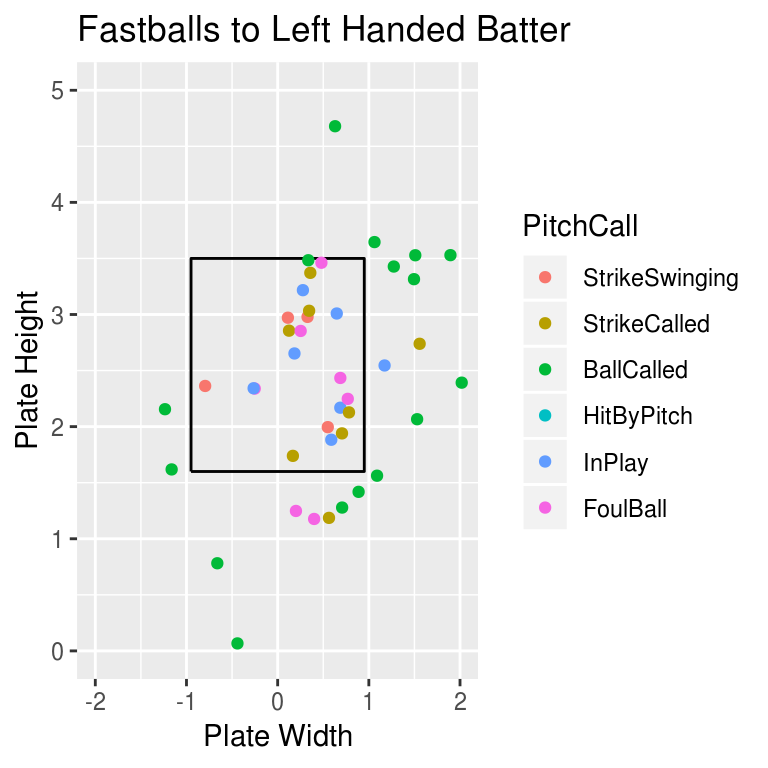 Fastballs to Left Handed Batter
Plate Height
5
4
3
2
1
0
-2 -1 0 1 2
Plate Width
PitchCall
StrikeSwinging
StrikeCalled
BallCalled
HitByPitch
InPlay
FoulBall